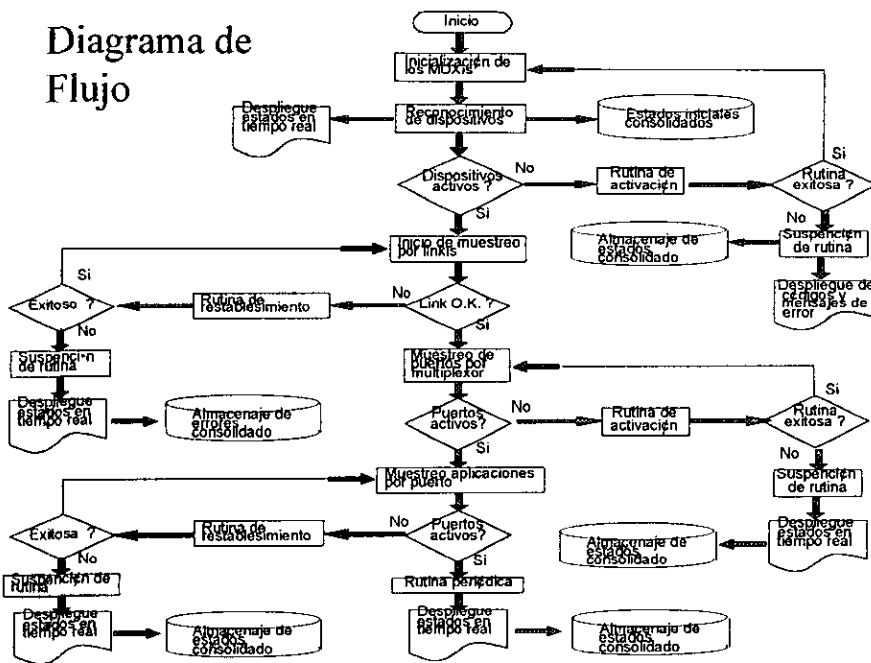 Diagrama de
Flujo
Inicio
Inicialización de
los MUXis
Despliegue
estados en
tiempo real
Reconocimiento
de dispositivos
Estados iniciales
consolidados
Dispositivos
activos ?
No
Rutina de
activación
Rutina
exitosa ?
Si
Si
No
Suspención
de rutina
Almacenaje de
estados
consolidado
Despliegue de
códigos y
mensajes de
error
Inicio de muestreo
por linkis
Si
Exitoso ?
Rutina de
restablesimiento
No
Link O.K. ?
No
Si
Suspención
de rutina
Muestreo de
puertos por
multiplexor
Despliegue
estados en
tiempo real
Almacenaje de
errores
consolidado
Puertos
activos?
No
Rutina de
activación
Si
Rutina
exitosa ?
Si
No
Muestreo aplicaciones
por puerto
Suspención
de rutina
Exitosa ?
Rutina de
restablesimiento
No
Puertos
activos?
Almacenaje de
estados
consolidado
Despliegue
estados en
tiempo real
No
Si
Suspención de
rutina
Rutina periódica
Despliegue
estados en
tiempo real
Almacenaje de
estados
consolidado
Despliegue
estados en
tiempo real
Almacenaje de
estados
consolidado